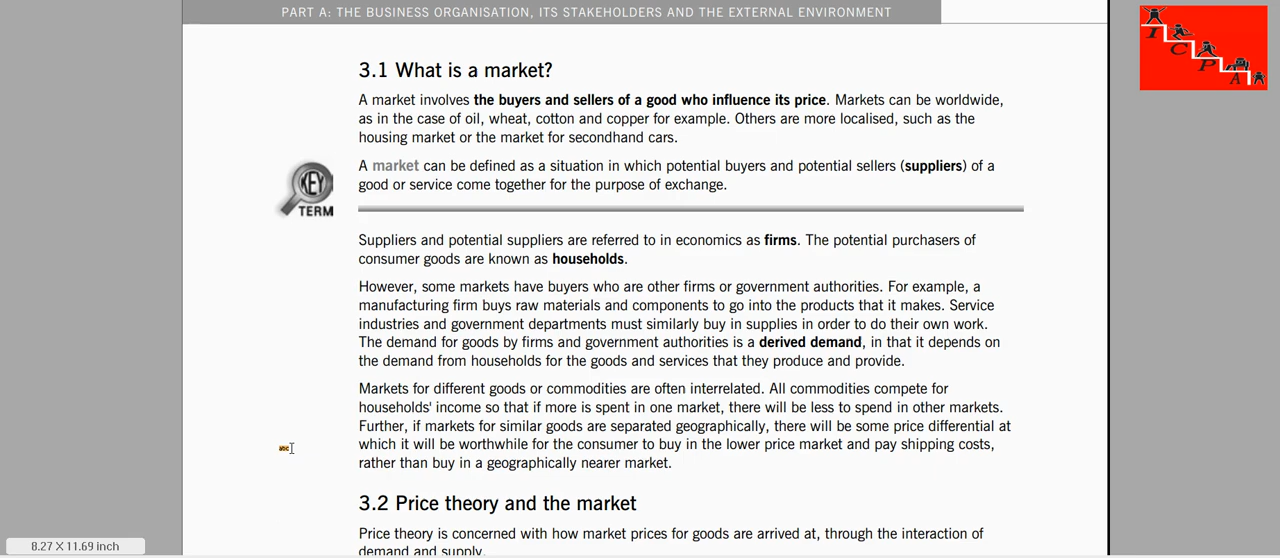 PART A: THE BUSINESS ORGANISATION, ITS STAKEHOLDERS AND THE EXTERNAL ENVIRONMENT
I
C
P
A
3.1 What is a market?
A market involves the buyers and sellers of a good who influence its price. Markets can be worldwide,
as in the case of oil, wheat, cotton and copper for example. Others are more localised, such as the
housing market or the market for secondhand cars.
KEY
TERM
A market can be defined as a situation in which potential buyers and potential sellers (suppliers) of a
good or service come together for the purpose of exchange.
Suppliers and potential suppliers are referred to in economics as firms. The potential purchasers of
consumer goods are known as households.
However, some markets have buyers who are other firms or government authorities. For example, a
manufacturing firm buys raw materials and components to go into the products that it makes. Service
industries and government departments must similarly buy in supplies in order to do their own work.
The demand for goods by firms and government authorities is a derived demand, in that it depends on
the demand from households for the goods and services that they produce and provide.
Markets for different goods or commodities are often interrelated. All commodities compete for
households' income so that if more is spent in one market, there will be less to spend in other markets.
Further, if markets for similar goods are separated geographically, there will be some price differential at
which it will be worthwhile for the consumer to buy in the lower price market and pay shipping costs,
rather than buy in a geographically nearer market.
abc
3.2 Price theory and the market
Price theory is concerned with how market prices for goods are arrived at, through the interaction of
demand and supply.
8.27 X 11.69 inch